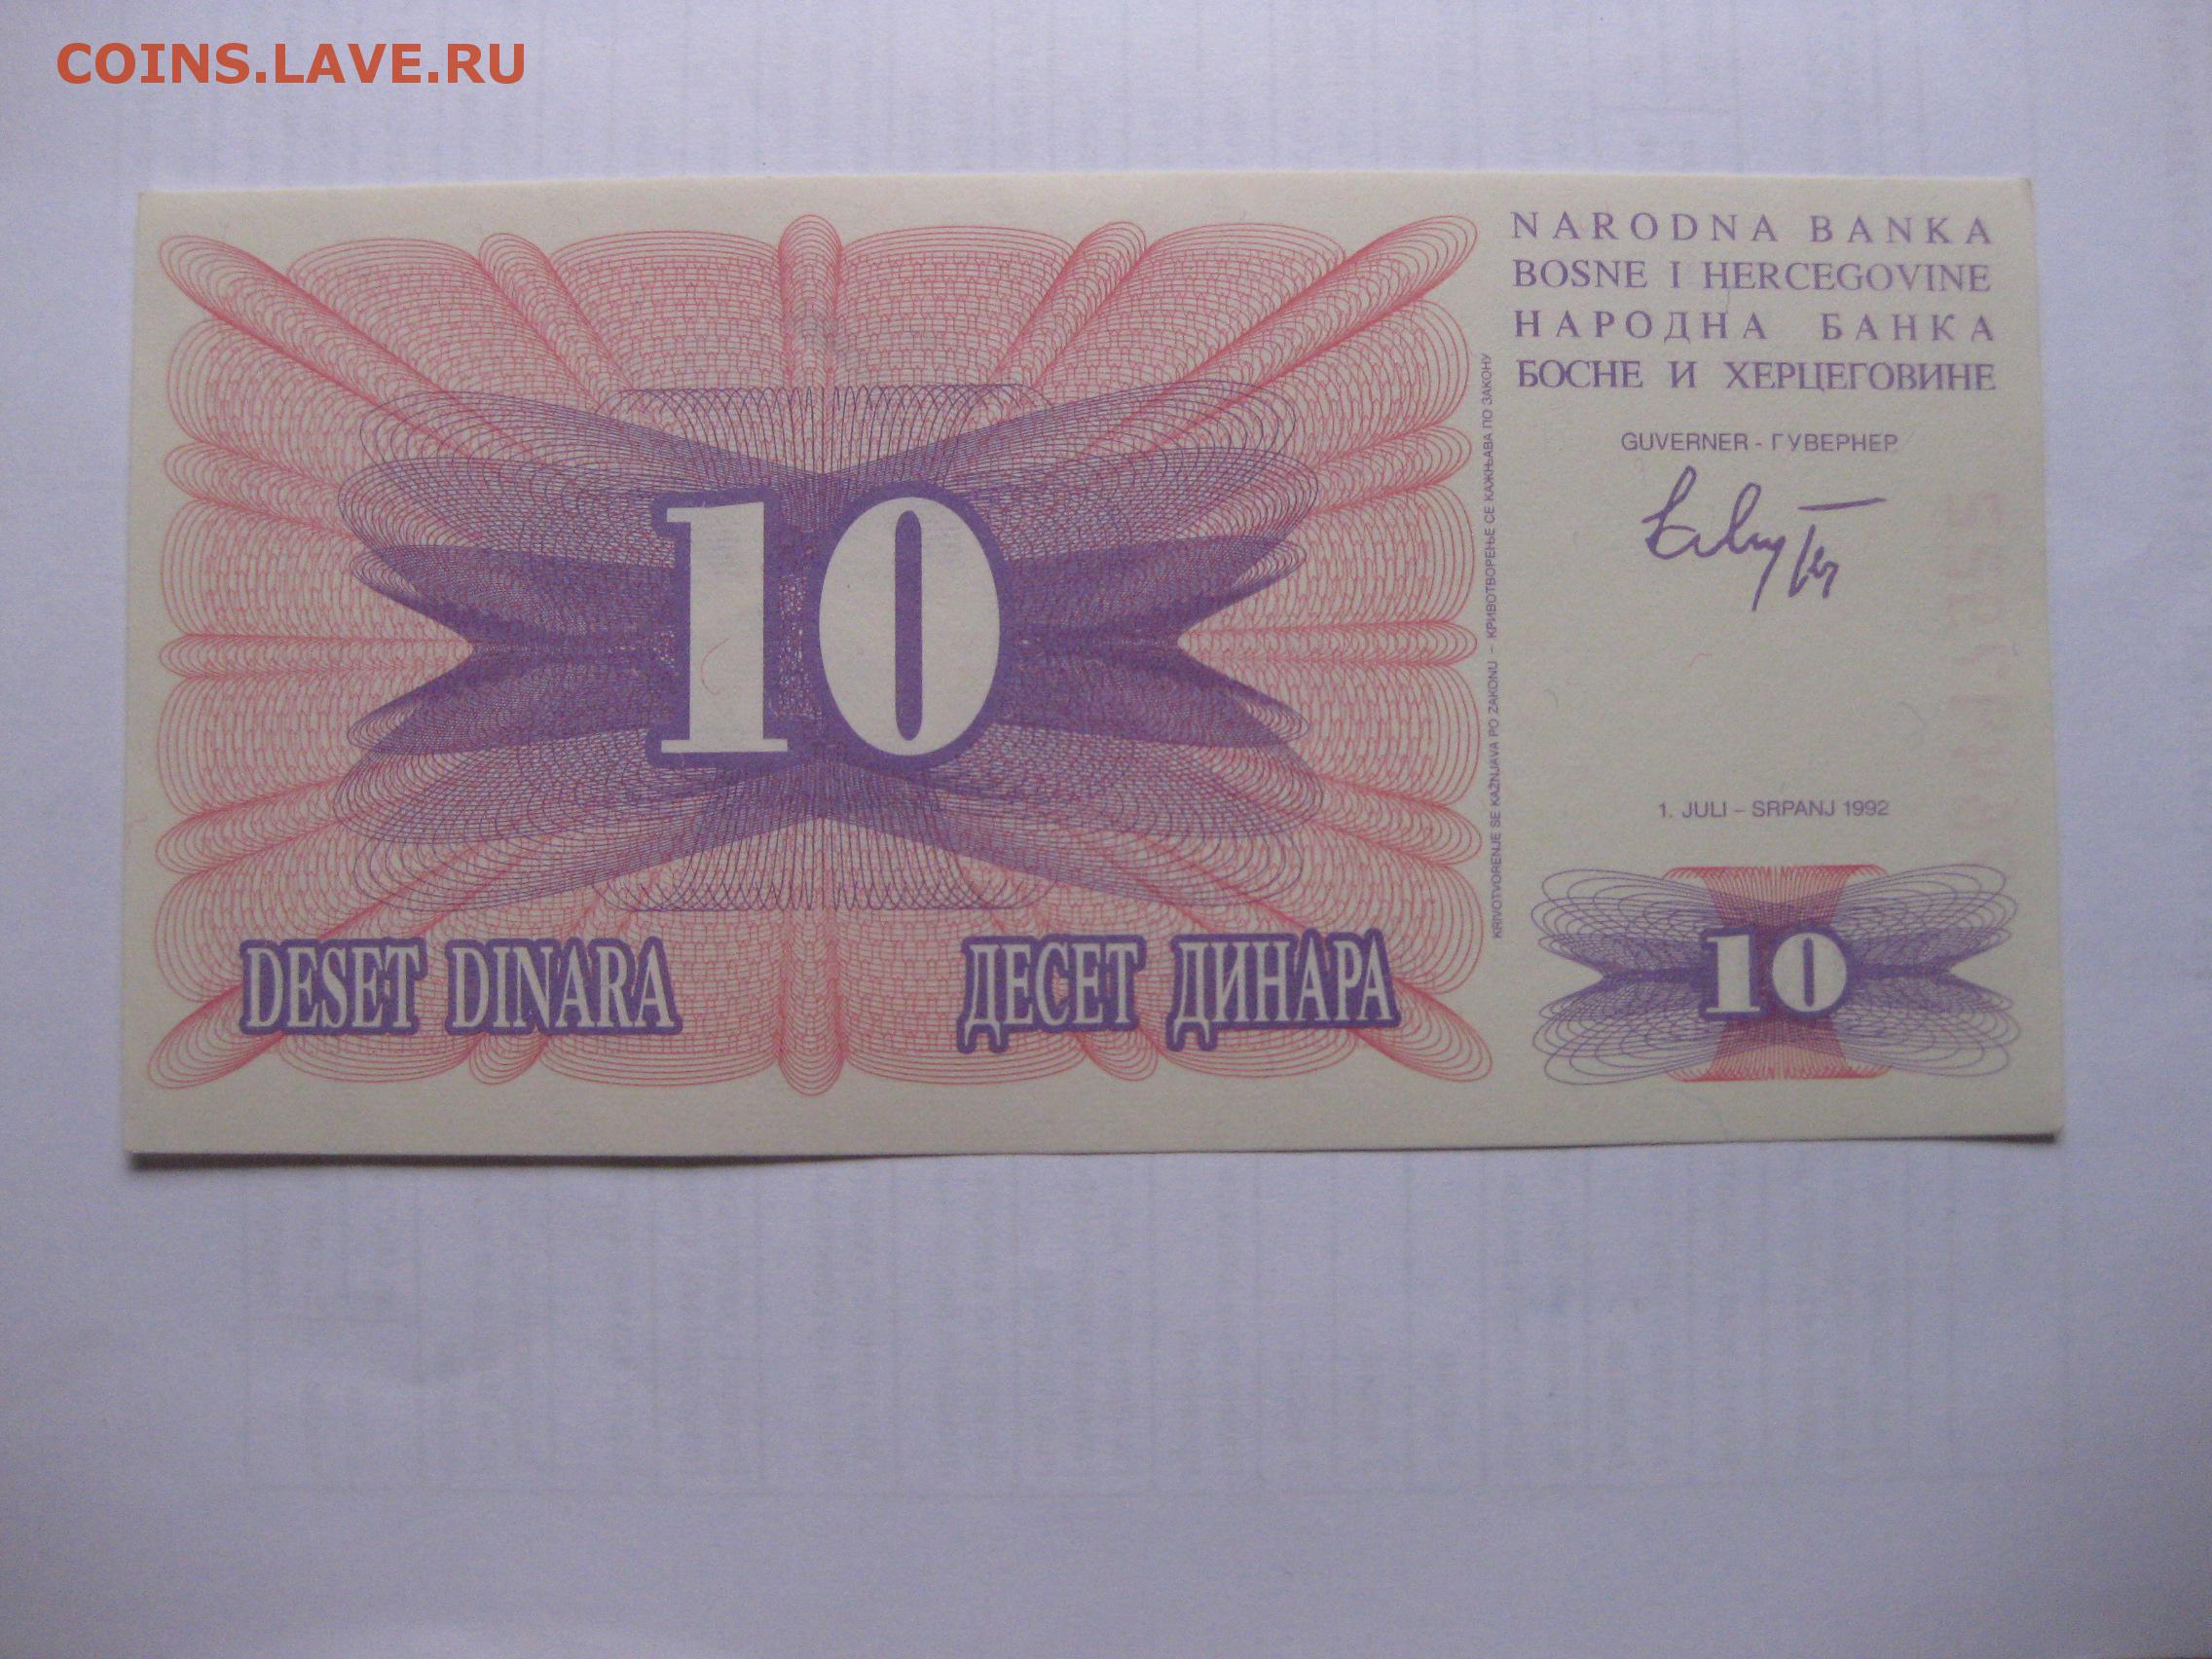 COINS.LAVE.RU
NARODNA BANKA
BOSNE I HERCEGOVINE
НАРОДНА БАНКА
БОСНЕ И ХЕРЦЕГОВИНЕ
GUVERNER - ГУВЕРНЕР
KRIVOTVORENJE SE KAŽNJAVA PO ZAKONU – КРИВОТВОРЕЊЕ СЕ КАЖЊАВА ПО ЗАКОНУ
10
1. JULI – SRPANJ 1992
DESET DINARA ДЕСЕТ ДИНАРА
10